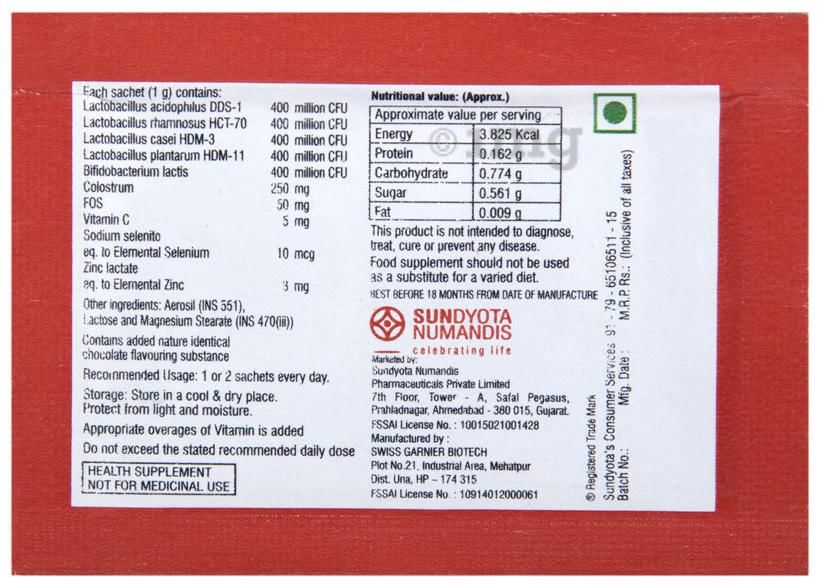 Each sachet (1 g) contains:
Lactobacillus acidophilus DDS-1 400 million CFU
Lactobacillus rhamnosus HCT-70 400 million CFU
Lactobacillus casei HDM-3 400 million CFU
Lactobacillus plantarum HDM-11 400 million CFU
Bifidobacterium lactis 400 million CFU
Colostrum 250 mg
FOS 50 mg
Vitamin C 5 mg
Sodium selenite
eq. to Elemental Selenium 10 mcg
Zinc lactate
eq. to Elemental Zinc 3 mg
Other ingredients: Aerosil (INS 551),
Lactose and Magnesium Stearate (INS 470(iii))
Contains added nature identical
chocolate flavouring substance
Recommended Usage: 1 or 2 sachets every day.
Storage: Store in a cool & dry place.
Protect from light and moisture.
Appropriate overages of Vitamin is added
Do not exceed the stated recommended daily dose
HEALTH SUPPLEMENT
NOT FOR MEDICINAL USE
Nutritional value: (Approx.)
Approximate value per serving
Energy 3.825 Kcal
Protein 0.162 g
Carbohydrate 0.774 g
Sugar 0.561 g
Fat 0.009 g
This product is not intended to diagnose,
treat, cure or prevent any disease.
Food supplement should not be used
as a substitute for a varied diet.
BEST BEFORE 18 MONTHS FROM DATE OF MANUFACTURE
SUNDYOTA
NUMANDIS
celebrating life
Marketed by:
Sundyota Numandis
Pharmaceuticals Private Limited
7th Floor, Tower - A, Safal Pegasus,
Prahladnagar, Ahmedabad - 380 015, Gujarat.
FSSAI License No. : 10015021001428
Manufactured by :
SWISS GARNIER BIOTECH
Plot No.21, Industrial Area, Mehatpur
Dist. Una, HP – 174 315
FSSAI License No. : 10914012000061
® Registered Trade Mark
Sundyota's Consumer Services 91 - 79 - 65106511 - 15
Batch No.: Mfg. Date : M.R.P. Rs.: (Inclusive of all taxes)